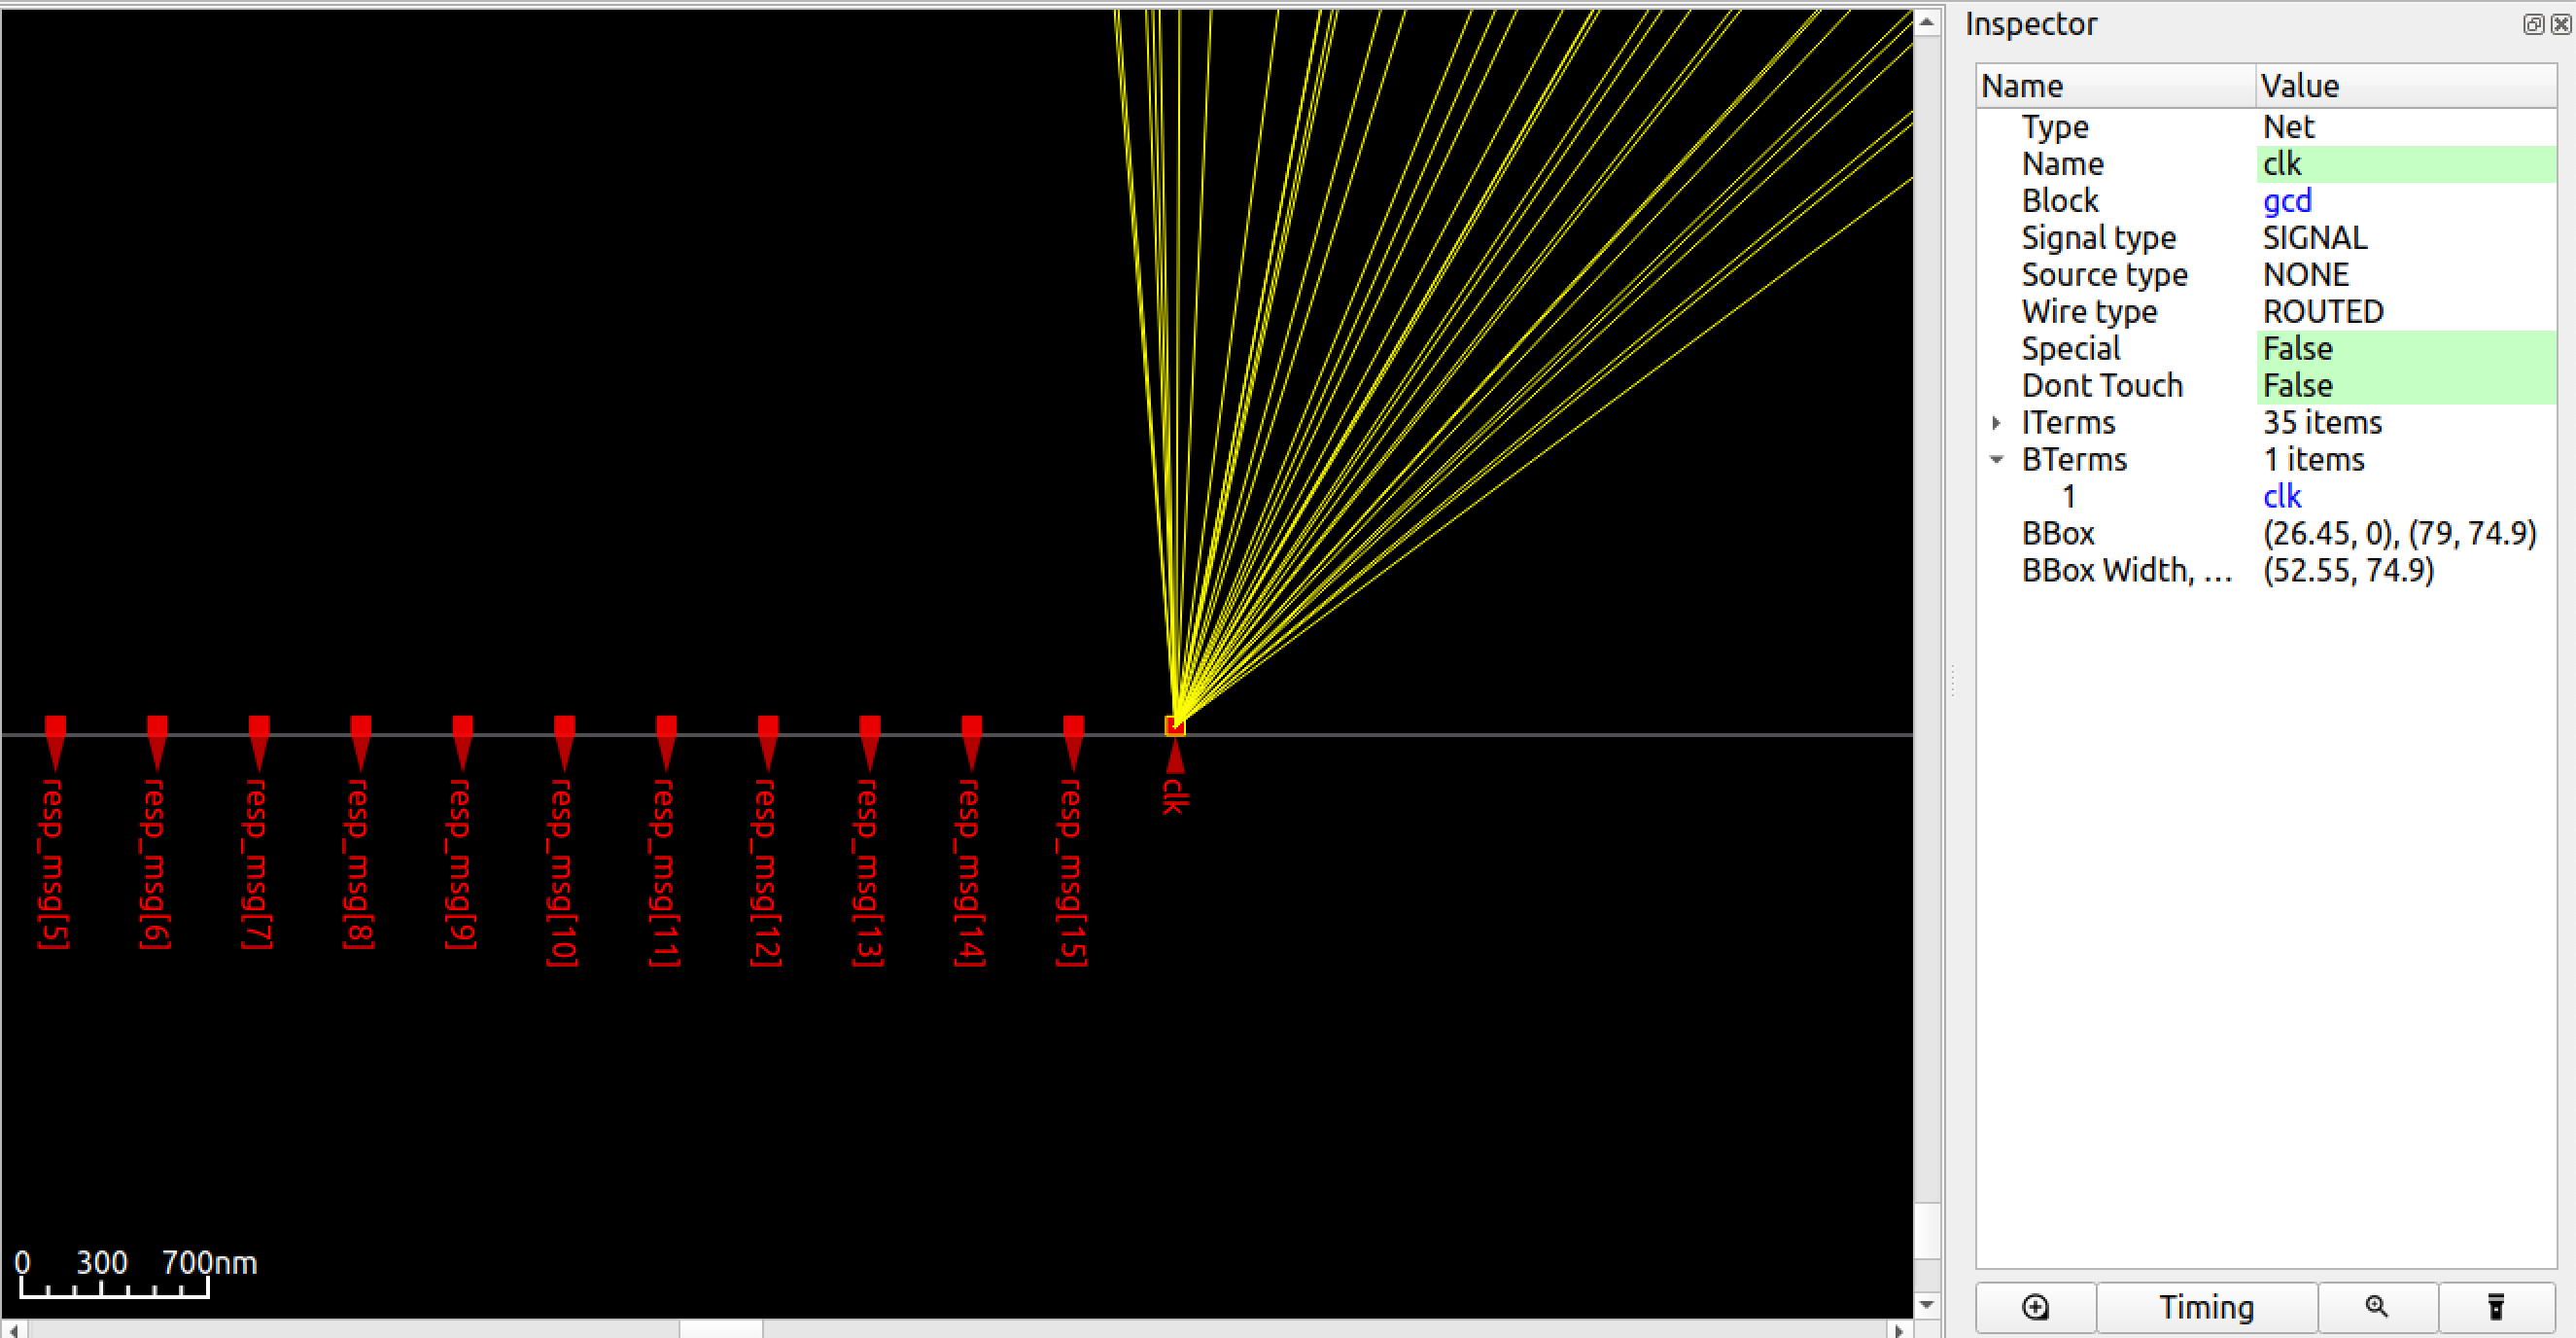 Inspector
Name Value
Type Net
Name clk
Block gcd
Signal type SIGNAL
Source type NONE
Wire type ROUTED
Special False
Dont Touch False
ITerms 35 items
BTerms 1 items
1 clk
BBox (26.45, 0), (79, 74.9)
BBox Width, ... (52.55, 74.9)
Timing
resp_msg[5]
resp_msg[6]
resp_msg[7]
resp_msg[8]
resp_msg[9]
resp_msg[10]
resp_msg[11]
resp_msg[12]
resp_msg[13]
resp_msg[14]
resp_msg[15]
clk
0 300 700nm